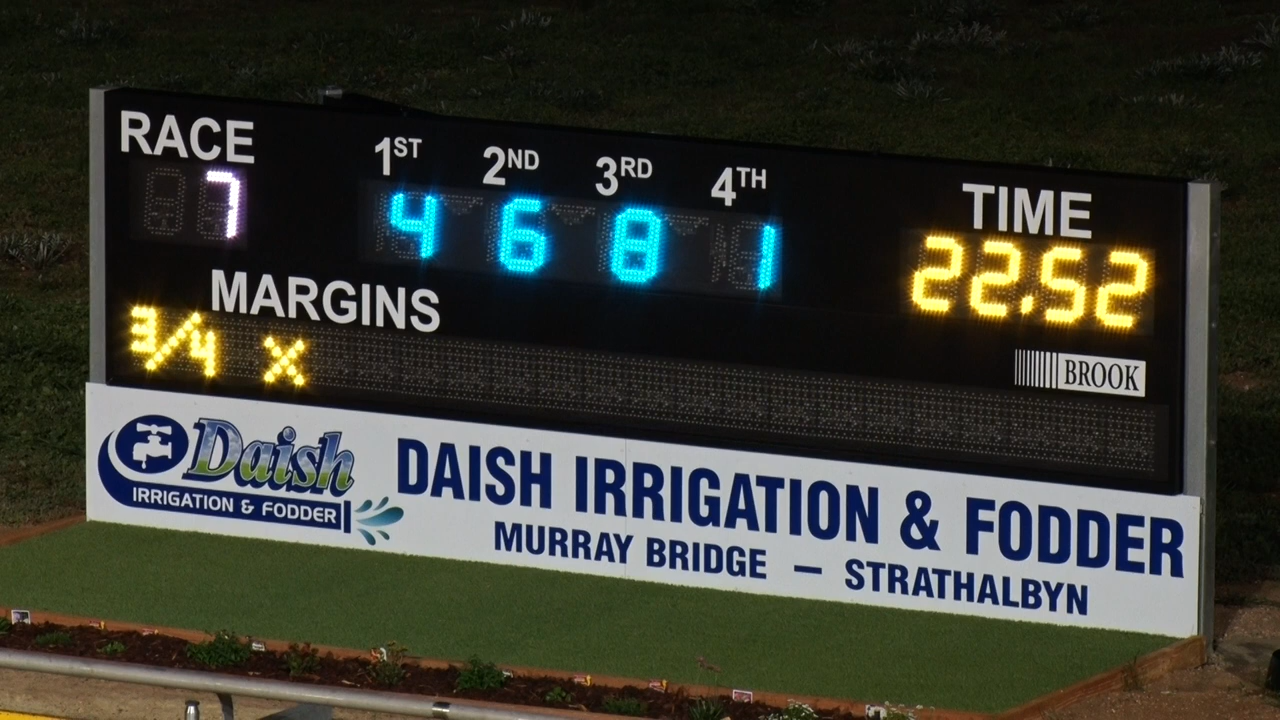 RACE 1ST 2ND 3RD 4TH TIME
7 4 6 8 1 22.52
MARGINS
3/4 x
BROOK
Daish
IRRIGATION & FODDER
DAISH IRRIGATION & FODDER
MURRAY BRIDGE – STRATHALBYN